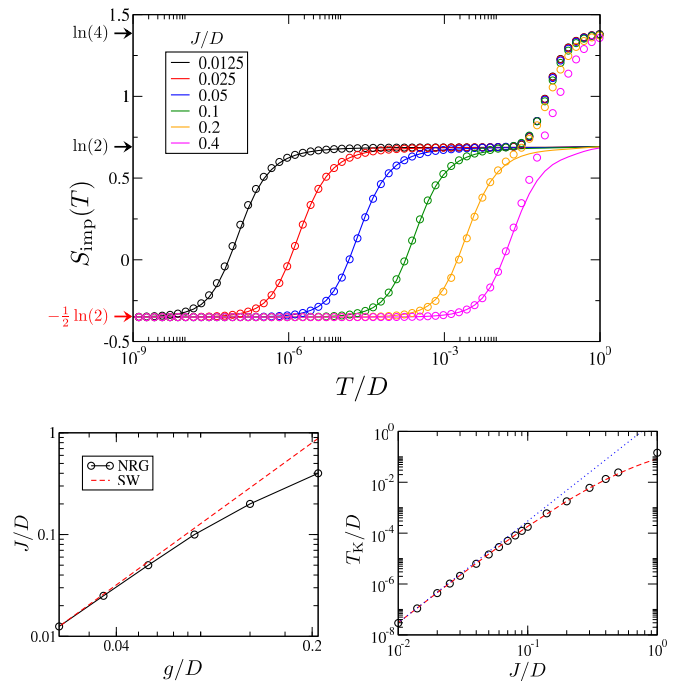 1.5
ln(4)
J/D
0.0125
0.025
0.05
0.1
0.2
0.4
1
ln(2)
0.5
S_imp(T)
0
-1/2 ln(2)
-0.5
10^-9
10^-6
10^-3
10^0
T/D
1
NRG
SW
J/D
0.1
0.01
0.04
0.2
g/D
10^0
10^-2
T_K/D
10^-4
10^-6
10^-8
10^-2
10^-1
10^0
J/D